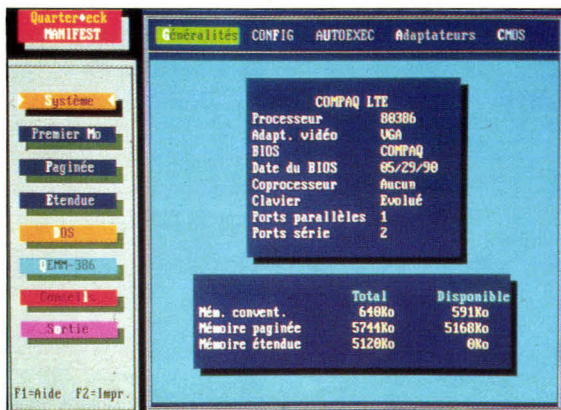 Quarterdeck
MANIFEST
Généralités CONFIG AUTOEXEC Adaptateurs CMOS
Système
Premier Mo
Paginée
Etendue
DOS
QEMM-386
Conseils
Sortie
F1=Aide F2=Impr.
COMPAQ LTE
Processeur 80386
Adapt. vidéo VGA
BIOS COMPAQ
Date du BIOS 05/29/90
Coprocesseur Aucun
Clavier Evolué
Ports parallèles 1
Ports série 2
Total Disponible
Mém. convent. 640Ko 591Ko
Mémoire paginée 5744Ko 5168Ko
Mémoire étendue 5120Ko 0Ko